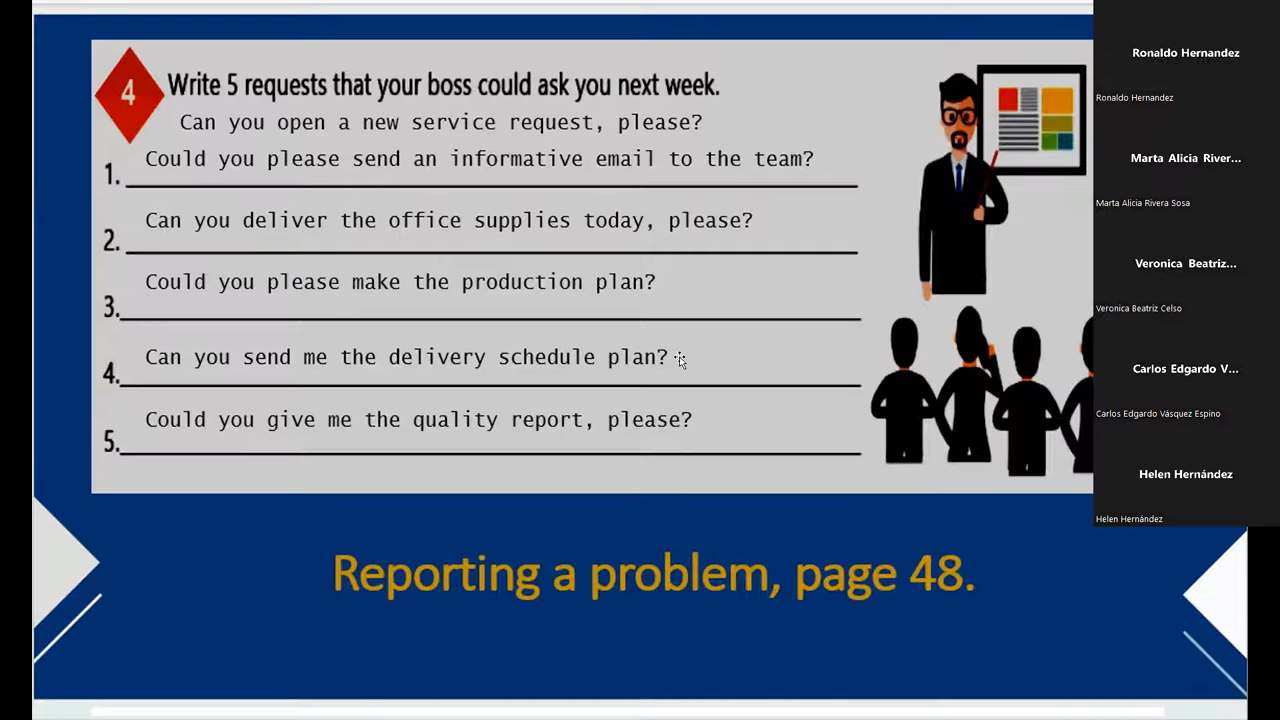 4
Write 5 requests that your boss could ask you next week.
Can you open a new service request, please?
1. Could you please send an informative email to the team?
2. Can you deliver the office supplies today, please?
3. Could you please make the production plan?
4. Can you send me the delivery schedule plan?
5. Could you give me the quality report, please?
Reporting a problem, page 48.
Ronaldo Hernandez
Ronaldo Hernandez
Marta Alicia River...
Marta Alicia Rivera Sosa
Veronica Beatriz...
Veronica Beatriz Celso
Carlos Edgardo V...
Carlos Edgardo Vásquez Espino
Helen Hernández
Helen Hernández